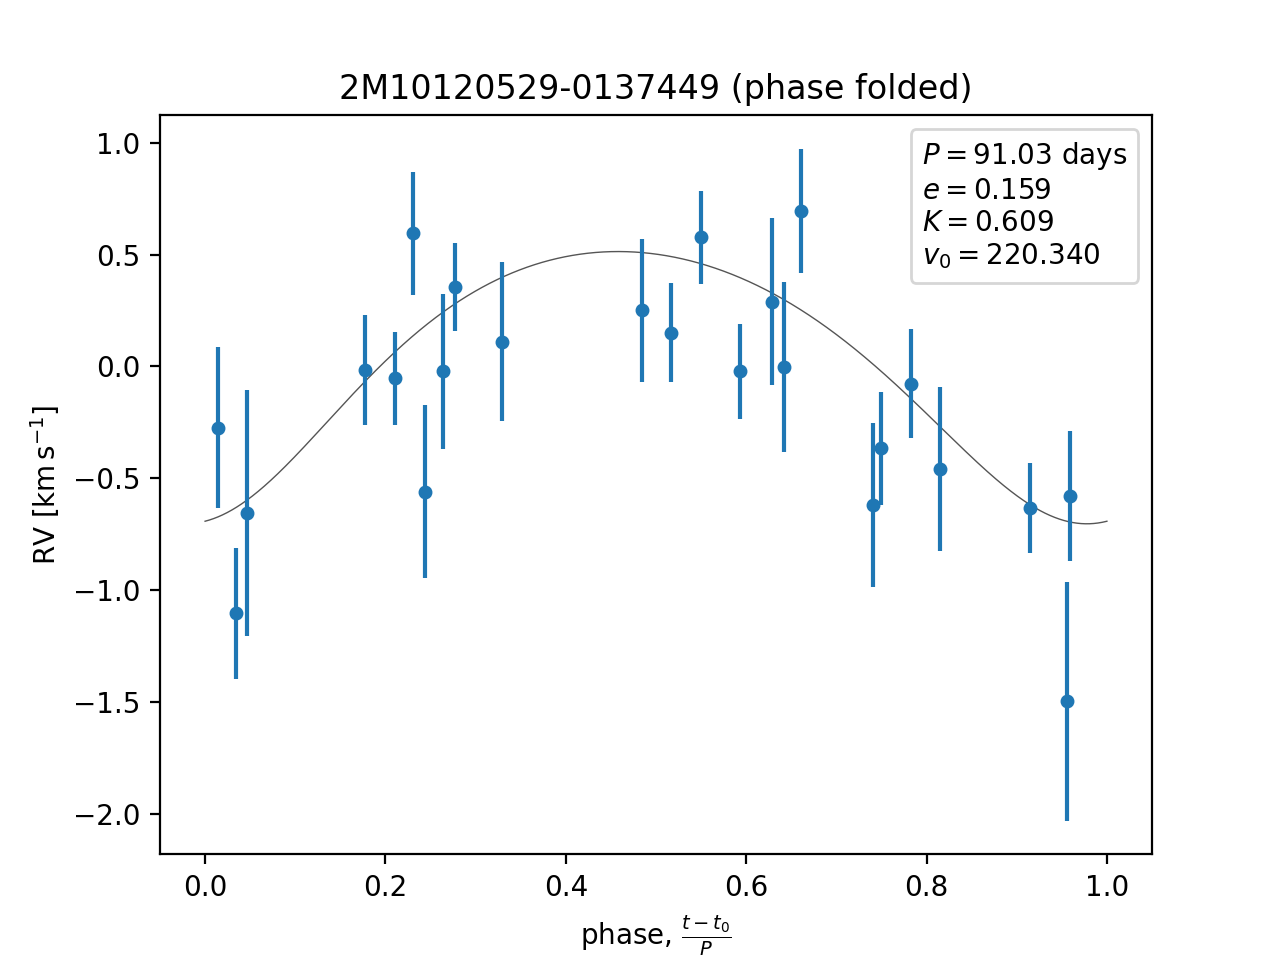 2M10120529-0137449 (phase folded)
P = 91.03 days
e = 0.159
K = 0.609
v₀ = 220.340
1.0
0.5
0.0
−0.5
−1.0
−1.5
−2.0
RV [km s⁻¹]
0.0 0.2 0.4 0.6 0.8 1.0
phase, (t − t₀)/P